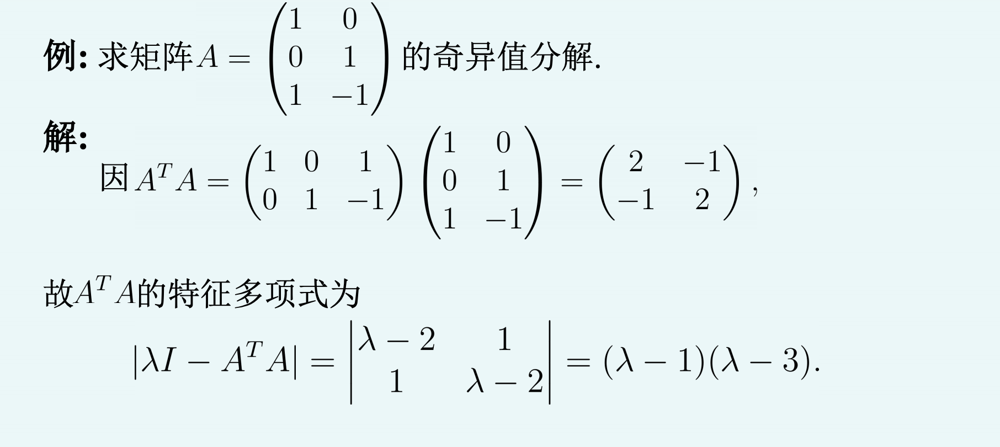 例: 求矩阵 $A = \begin{pmatrix} 1 & 0 \\ 0 & 1 \\ 1 & -1 \end{pmatrix}$ 的奇异值分解.
解:
因 $A^T A = \begin{pmatrix} 1 & 0 & 1 \\ 0 & 1 & -1 \end{pmatrix} \begin{pmatrix} 1 & 0 \\ 0 & 1 \\ 1 & -1 \end{pmatrix} = \begin{pmatrix} 2 & -1 \\ -1 & 2 \end{pmatrix},$
故$A^T A$的特征多项式为
$|\lambda I - A^T A| = \begin{vmatrix} \lambda - 2 & 1 \\ 1 & \lambda - 2 \end{vmatrix} = (\lambda - 1)(\lambda - 3).$